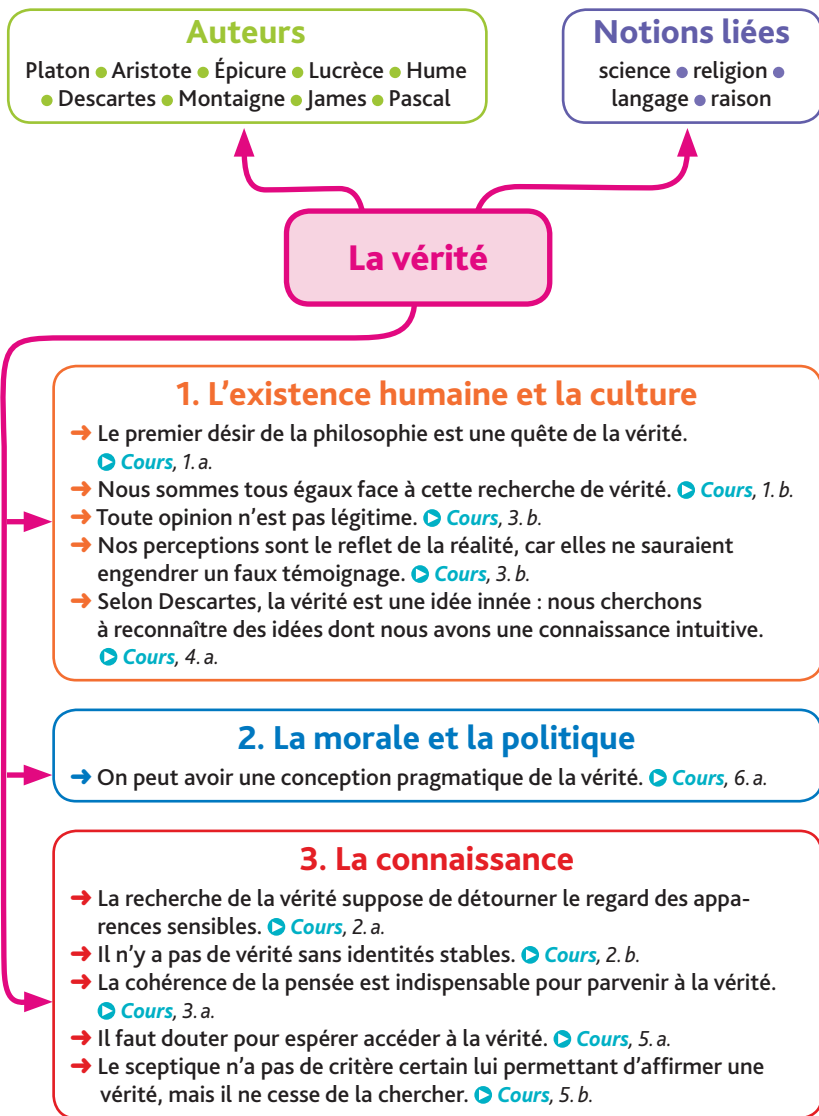 Auteurs
Platon ● Aristote ● Épicure ● Lucrèce ● Hume
● Descartes ● Montaigne ● James ● Pascal
Notions liées
science ● religion ●
langage ● raison
La vérité
1. L'existence humaine et la culture
➜ Le premier désir de la philosophie est une quête de la vérité.
Cours, 1. a.
➜ Nous sommes tous égaux face à cette recherche de vérité. Cours, 1. b.
➜ Toute opinion n'est pas légitime. Cours, 3. b.
➜ Nos perceptions sont le reflet de la réalité, car elles ne sauraient
engendrer un faux témoignage. Cours, 3. b.
➜ Selon Descartes, la vérité est une idée innée : nous cherchons
à reconnaître des idées dont nous avons une connaissance intuitive.
Cours, 4. a.
2. La morale et la politique
➜ On peut avoir une conception pragmatique de la vérité. Cours, 6. a.
3. La connaissance
➜ La recherche de la vérité suppose de détourner le regard des appa-
rences sensibles. Cours, 2. a.
➜ Il n'y a pas de vérité sans identités stables. Cours, 2. b.
➜ La cohérence de la pensée est indispensable pour parvenir à la vérité.
Cours, 3. a.
➜ Il faut douter pour espérer accéder à la vérité. Cours, 5. a.
➜ Le sceptique n'a pas de critère certain lui permettant d'affirmer une
vérité, mais il ne cesse de la chercher. Cours, 5. b.